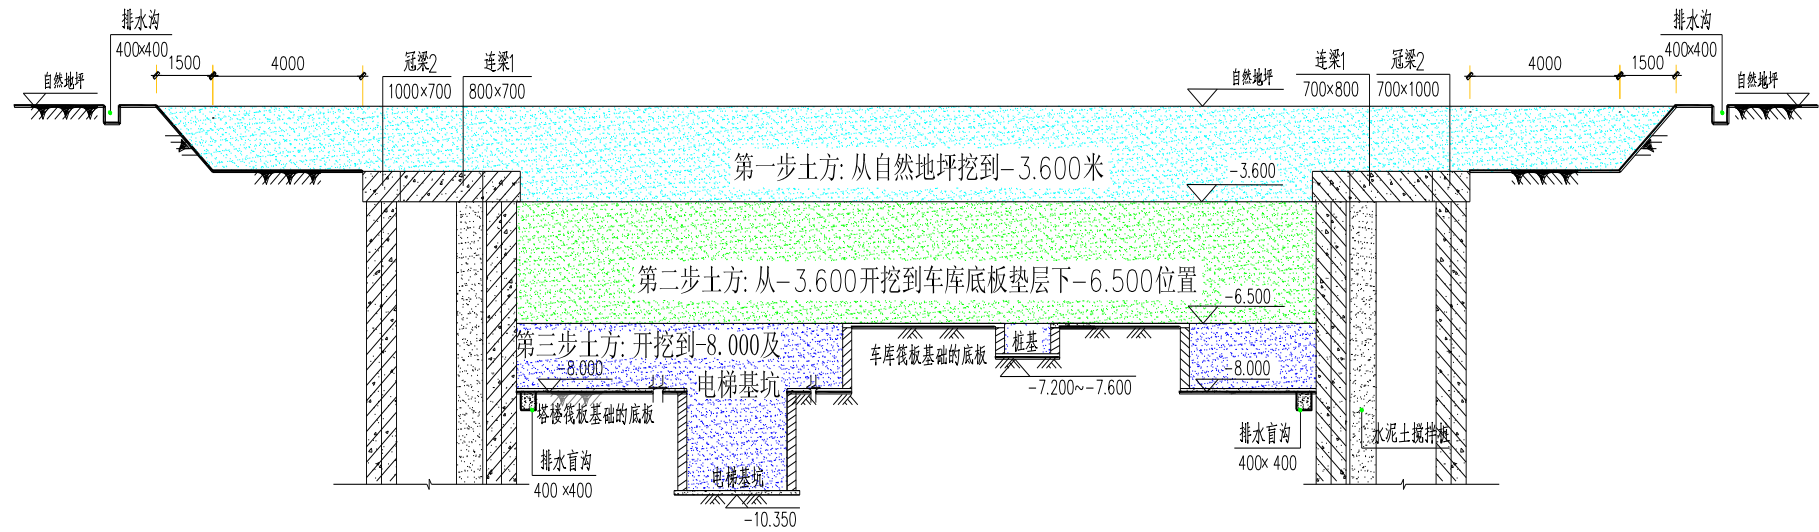 排水沟
400×400
1500
4000
自然地坪
冠梁2
1000×700
连梁1
800×700
自然地坪
连梁1
700×800
冠梁2
700×1000
4000
排水沟
400×400
1500
自然地坪
第一步土方: 从自然地坪挖到-3.600米
-3.600
第二步土方: 从-3.600开挖到车库底板垫层下-6.500位置
-6.500
第三步土方: 开挖到-8.000及
电梯基坑
-8.000
车库筏板基础的底板
桩基
-7.200~-7.600
-8.000
塔楼筏板基础的底板
排水盲沟
400×400
电梯基坑
-10.350
排水盲沟
400×400
水泥土搅拌桩